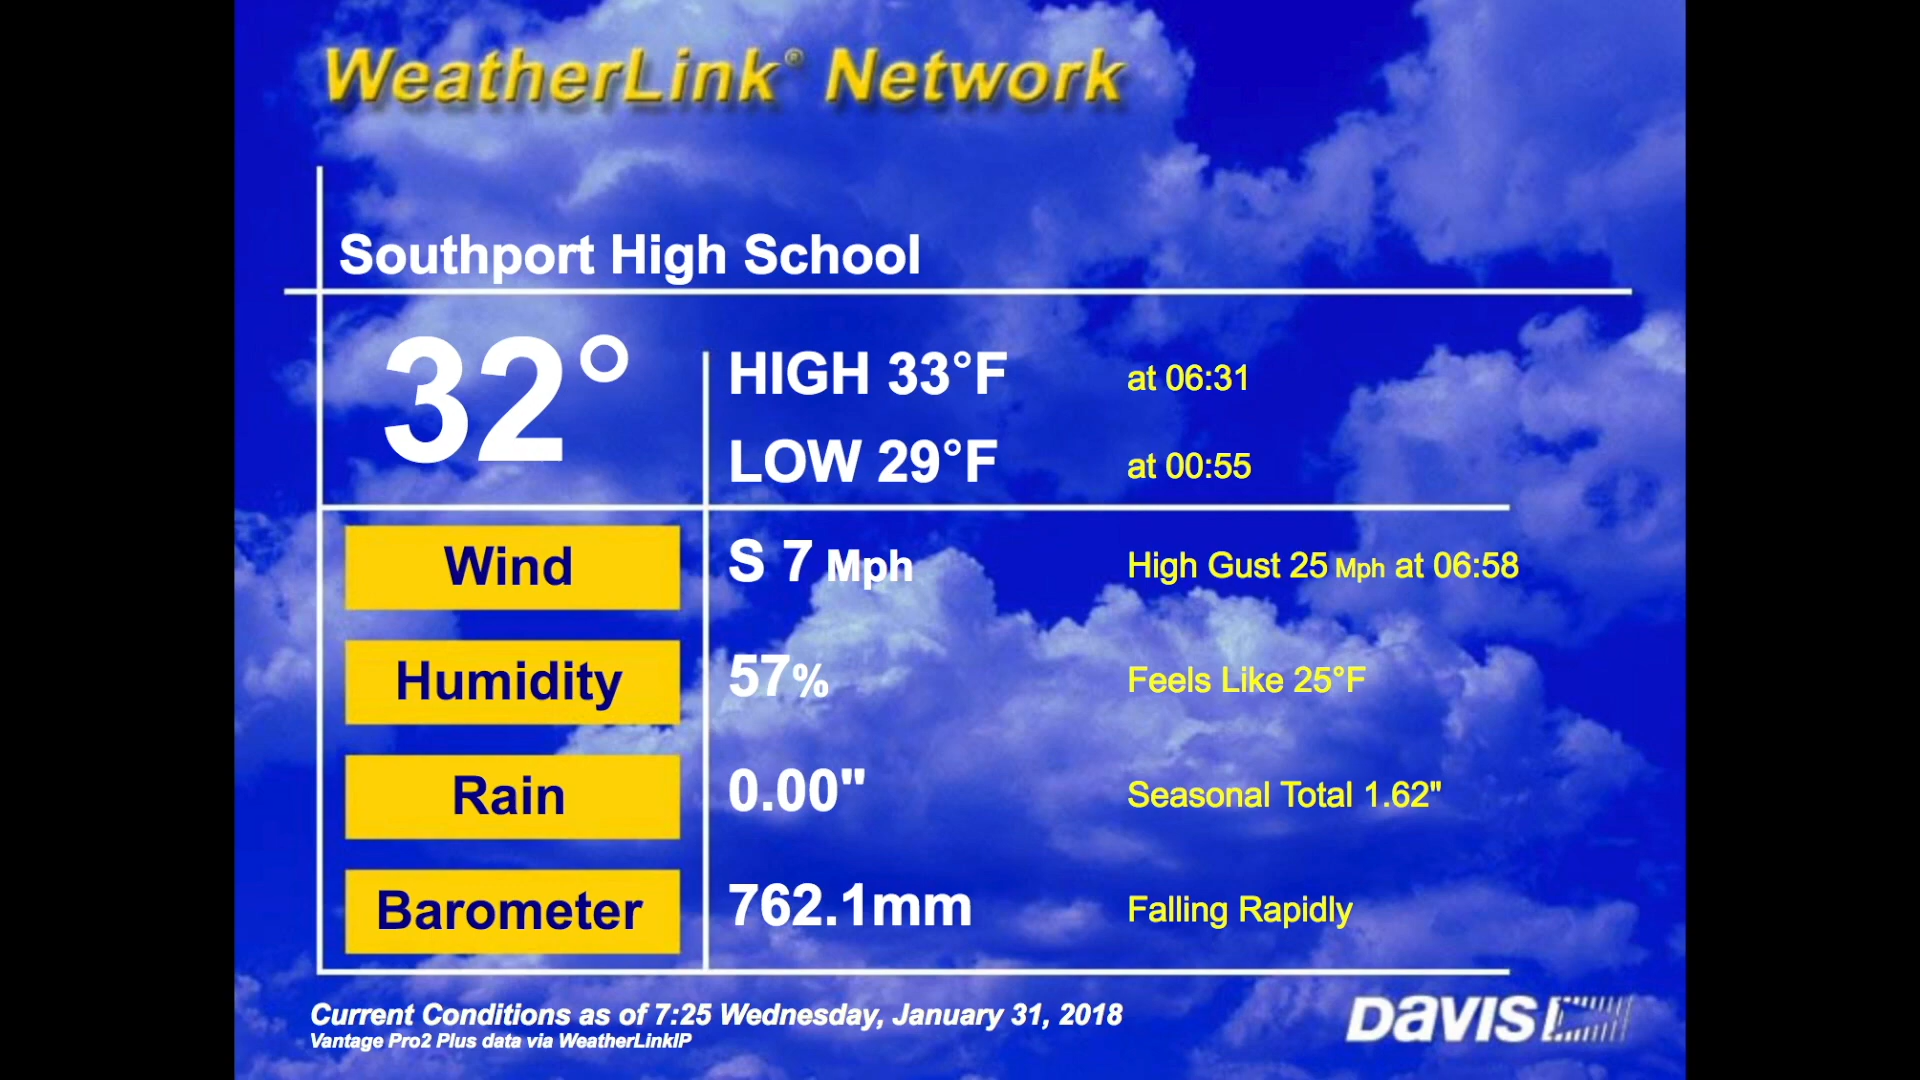 WeatherLink® Network
Southport High School
32°
HIGH 33°F at 06:31
LOW 29°F at 00:55
Wind S 7 Mph High Gust 25 Mph at 06:58
Humidity 57% Feels Like 25°F
Rain 0.00" Seasonal Total 1.62"
Barometer 762.1mm Falling Rapidly
Current Conditions as of 7:25 Wednesday, January 31, 2018
Vantage Pro2 Plus data via WeatherLinkIP
DAVIS